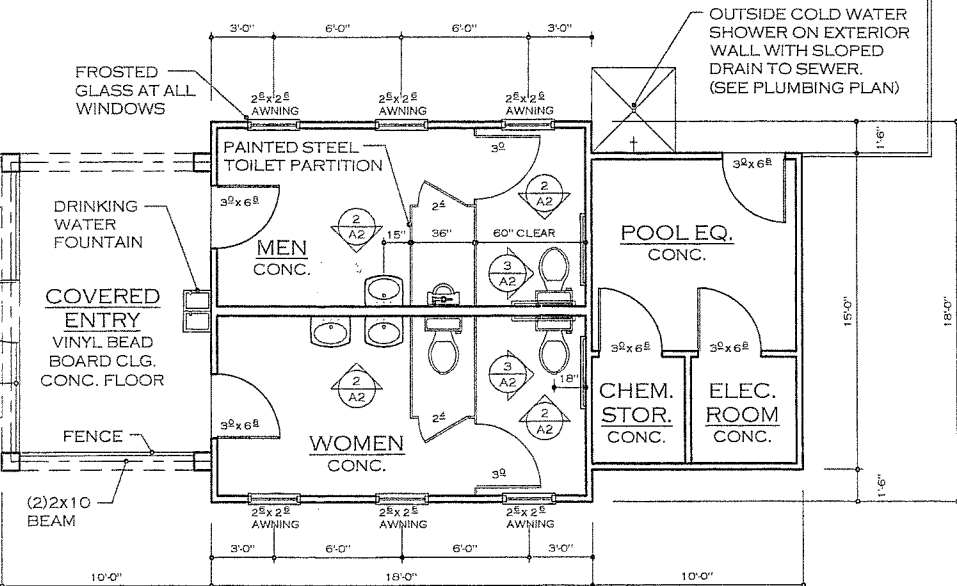 OUTSIDE COLD WATER
SHOWER ON EXTERIOR
WALL WITH SLOPED
DRAIN TO SEWER.
(SEE PLUMBING PLAN)
3'-0"
6'-0"
6'-0"
3'-0"
FROSTED
GLASS AT ALL
WINDOWS
2⁶x2⁶
AWNING
2⁶x2⁶
AWNING
2⁶x2⁶
AWNING
1'-6"
PAINTED STEEL
TOILET PARTITION
3⁰
3⁰x6⁸
3⁰x6⁸
2⁴
2
A2
2
A2
15"
36"
60" CLEAR
DRINKING
WATER
FOUNTAIN
MEN
CONC.
POOL EQ.
CONC.
3
A2
COVERED
ENTRY
VINYL BEAD
BOARD CLG.
CONC. FLOOR
15'-0"
18'-0"
3⁰x6⁸
3⁰x6⁸
3
A2
18"
2
A2
2
A2
CHEM.
STOR.
CONC.
ELEC.
ROOM
CONC.
3⁰x6⁸
2⁴
FENCE
WOMEN
CONC.
3⁰
(2)2x10
BEAM
1'-6"
2⁶x2⁶
AWNING
2⁶x2⁶
AWNING
2⁶x2⁶
AWNING
3'-0"
6'-0"
6'-0"
3'-0"
10'-0"
18'-0"
10'-0"